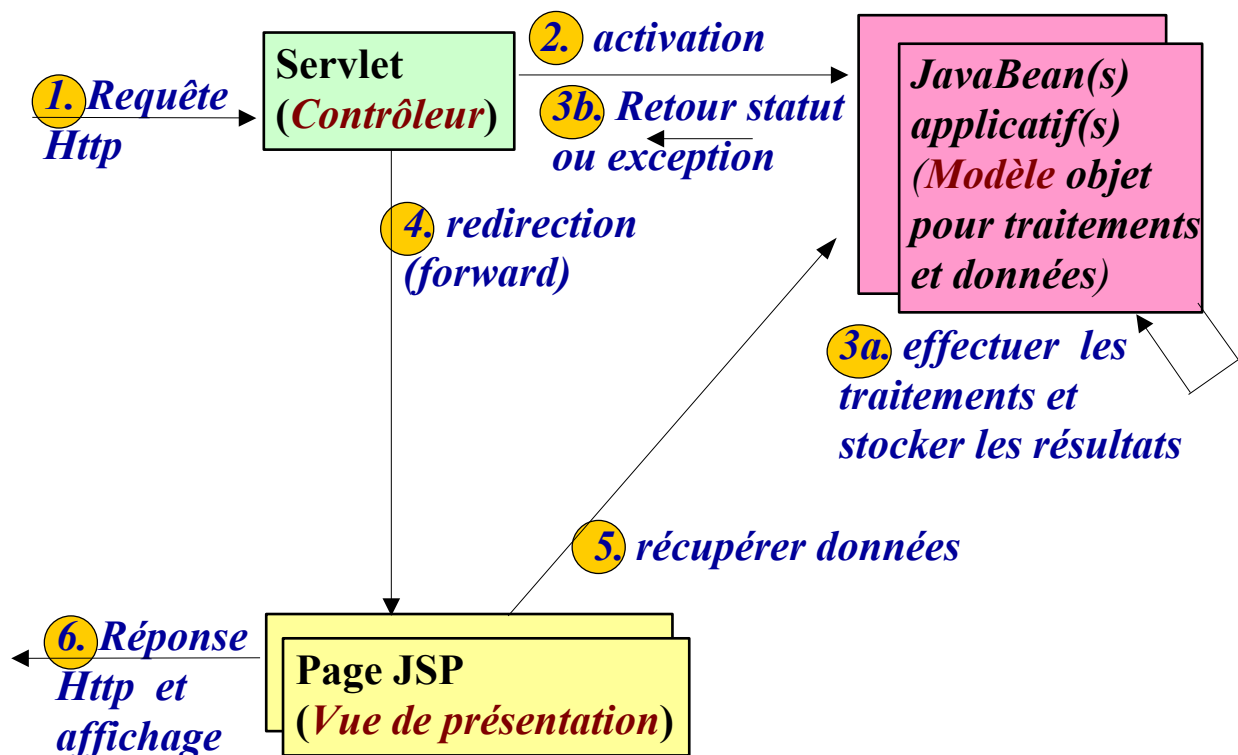 1. Requête
Http
Servlet
(Contrôleur)
2. activation
3b. Retour statut
ou exception
JavaBean(s)
applicatif(s)
(Modèle objet
pour traitements
et données)
3a. effectuer les
traitements et
stocker les résultats
4. redirection
(forward)
5. récupérer données
6. Réponse
Http et
affichage
Page JSP
(Vue de présentation)